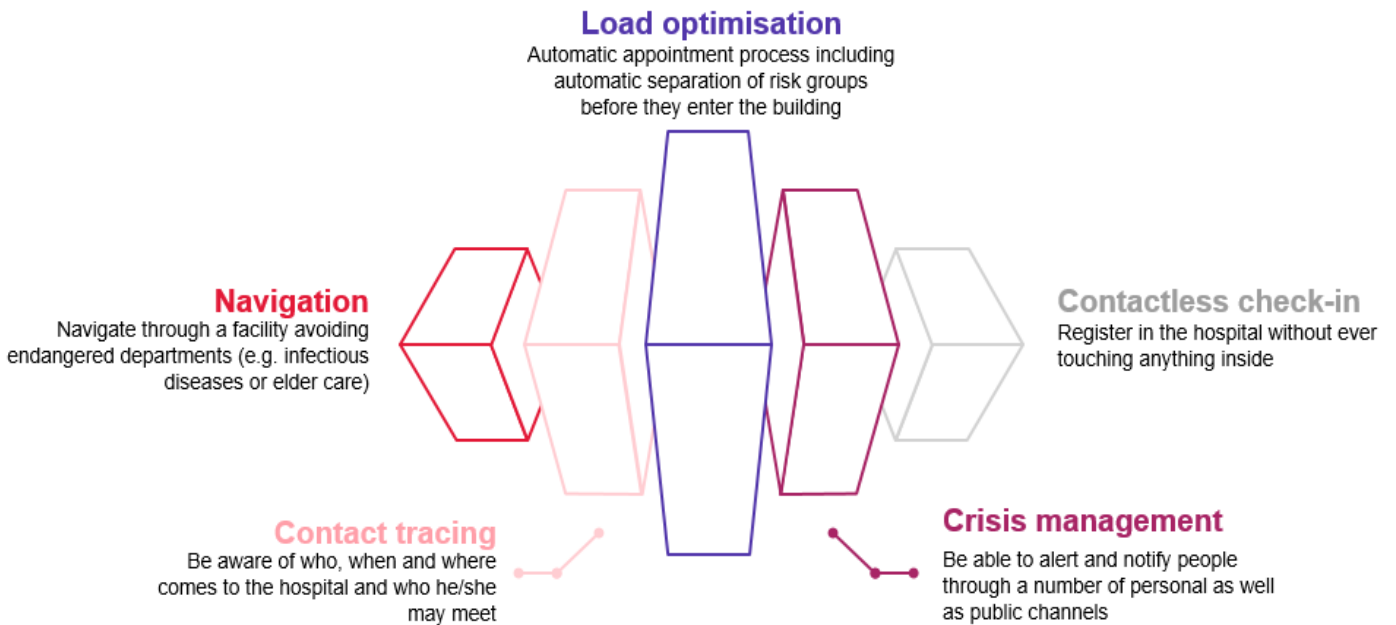 Load optimisation
Automatic appointment process including
automatic separation of risk groups
before they enter the building
Navigation
Navigate through a facility avoiding
endangered departments (e.g. infectious
diseases or elder care)
Contactless check-in
Register in the hospital without ever
touching anything inside
Contact tracing
Be aware of who, when and where
comes to the hospital and who he/she
may meet
Crisis management
Be able to alert and notify people
through a number of personal as well
as public channels